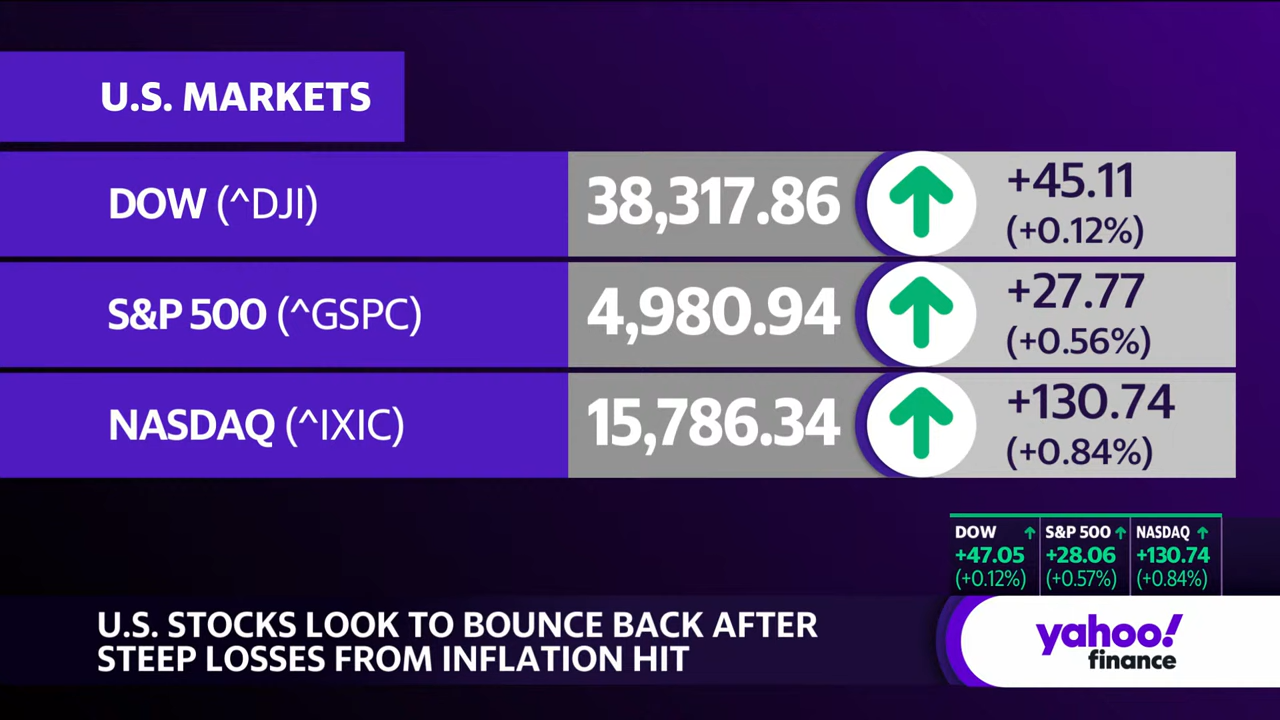 U.S. MARKETS
DOW (^DJI) 38,317.86 +45.11
(+0.12%)
S&P 500 (^GSPC) 4,980.94 +27.77
(+0.56%)
NASDAQ (^IXIC) 15,786.34 +130.74
(+0.84%)
DOW S&P 500 NASDAQ
+47.05 +28.06 +130.74
(+0.12%) (+0.57%) (+0.84%)
U.S. STOCKS LOOK TO BOUNCE BACK AFTER
STEEP LOSSES FROM INFLATION HIT
yahoo!
finance